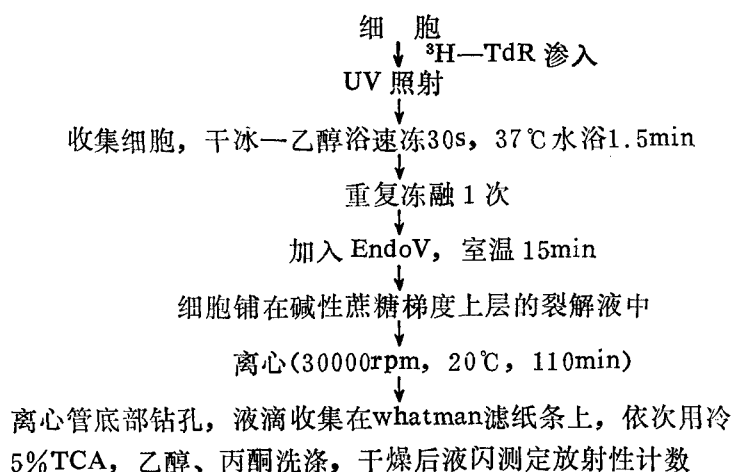 细 胞
³H—TdR 渗入
UV 照射
收集细胞，干冰—乙醇浴速冻30s，37℃水浴1.5min
重复冻融 1 次
加入 EndoV，室温 15min
细胞铺在碱性蔗糖梯度上层的裂解液中
离心(30000rpm，20℃，110min)
离心管底部钻孔，液滴收集在whatman滤纸条上，依次用冷
5%TCA，乙醇、丙酮洗涤，干燥后液闪测定放射性计数